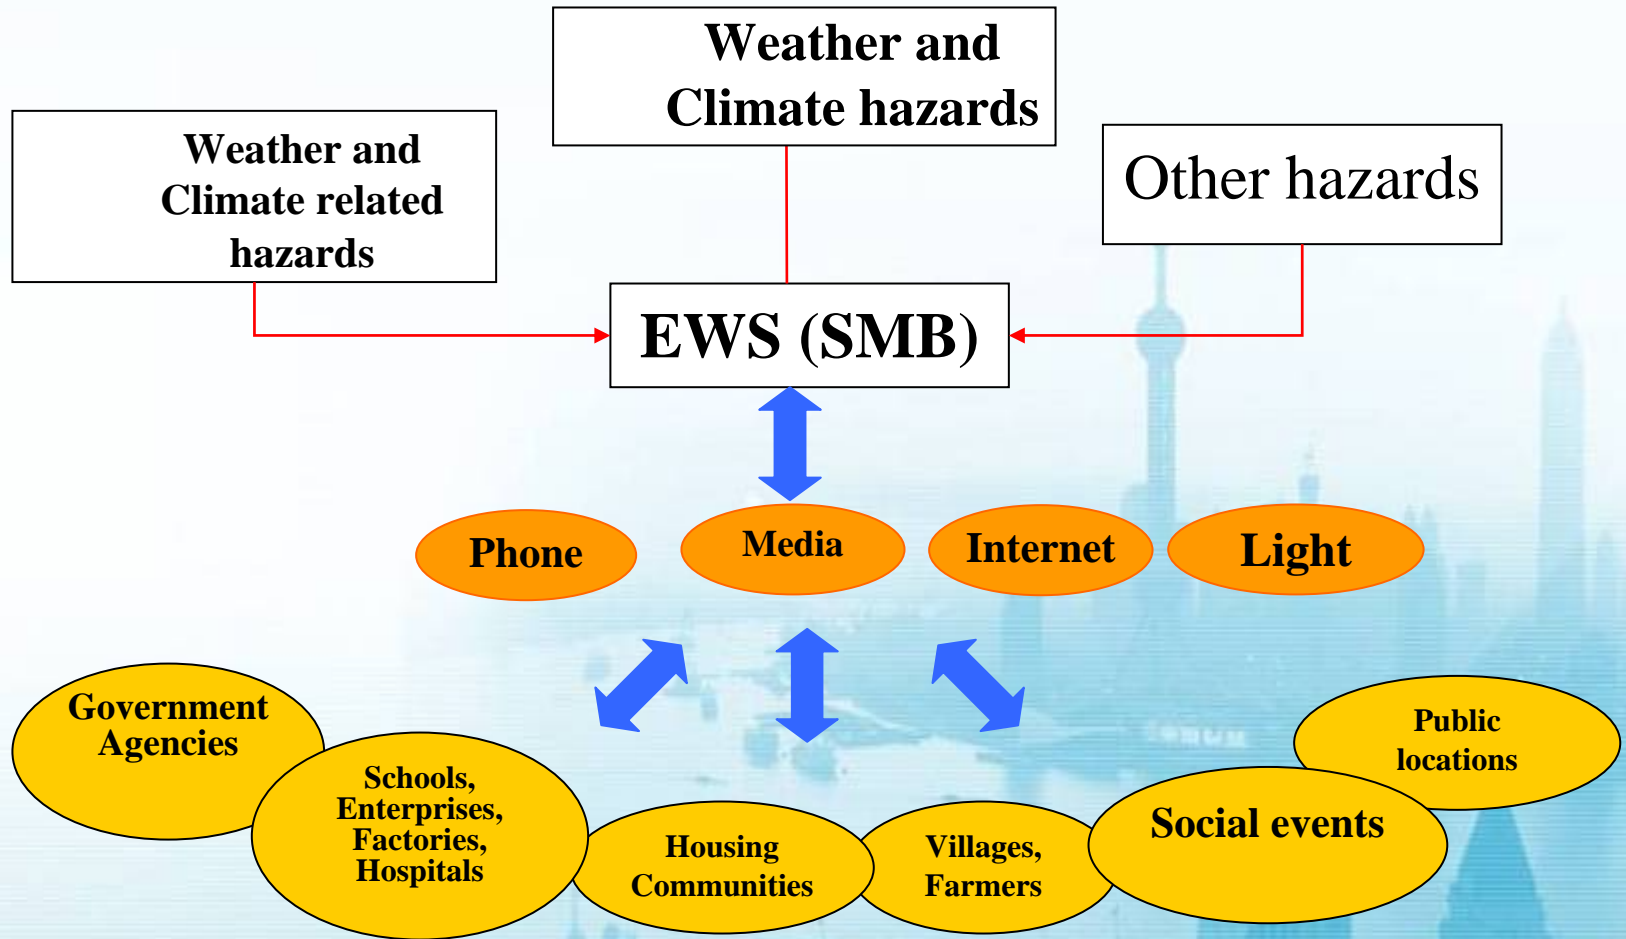 Weather and
Climate hazards
Weather and
Climate related
hazards
Other hazards
EWS (SMB)
Phone
Media
Internet
Light
Government
Agencies
Schools,
Enterprises,
Factories,
Hospitals
Housing
Communities
Villages,
Farmers
Social events
Public
locations